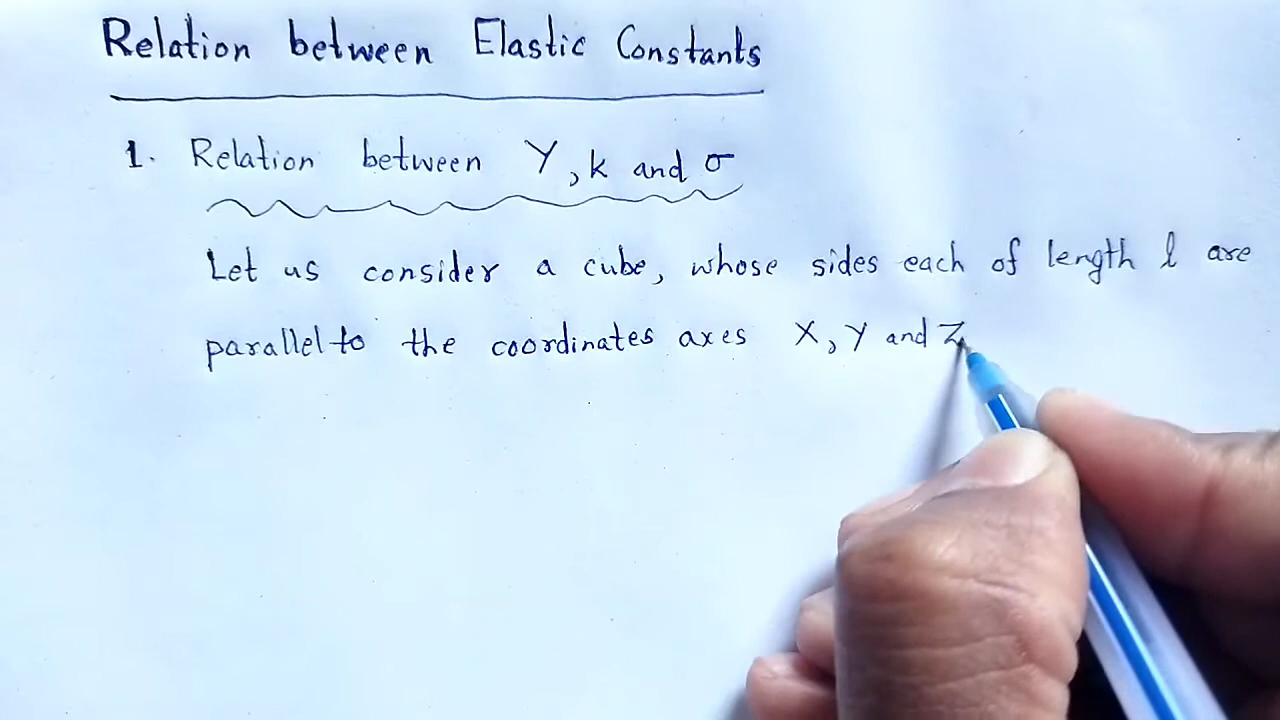 Relation between Elastic Constants
1. Relation between Y, k and σ
Let us consider a cube, whose sides each of length l are
parallel to the coordinates axes X, Y and Z